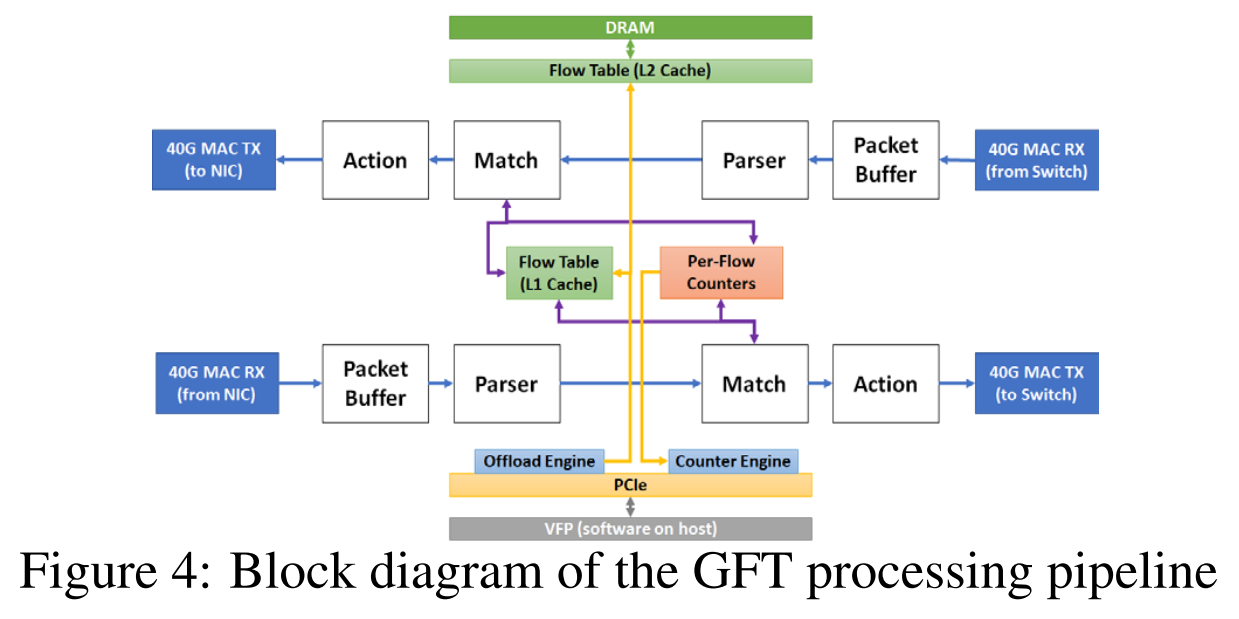 DRAM
Flow Table (L2 Cache)
40G MAC TX
(to NIC)
Action
Match
Parser
Packet
Buffer
40G MAC RX
(from Switch)
Flow Table
(L1 Cache)
Per-Flow
Counters
40G MAC RX
(from NIC)
Packet
Buffer
Parser
Match
Action
40G MAC TX
(to Switch)
Offload Engine
Counter Engine
PCIe
VFP (software on host)
Figure 4: Block diagram of the GFT processing pipeline